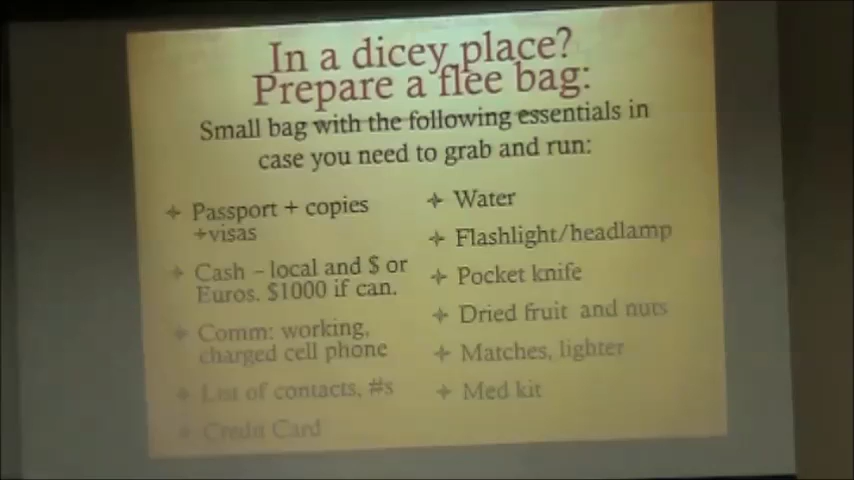 In a dicey place?
Prepare a flee bag:
Small bag with the following essentials in
case you need to grab and run:
Passport + copies
+visas
Cash – local and $ or
Euros. $1000 if can.
Comm: working,
charged cell phone
List of contacts, #s
Credit Card
Water
Flashlight/headlamp
Pocket knife
Dried fruit and nuts
Matches, lighter
Med kit